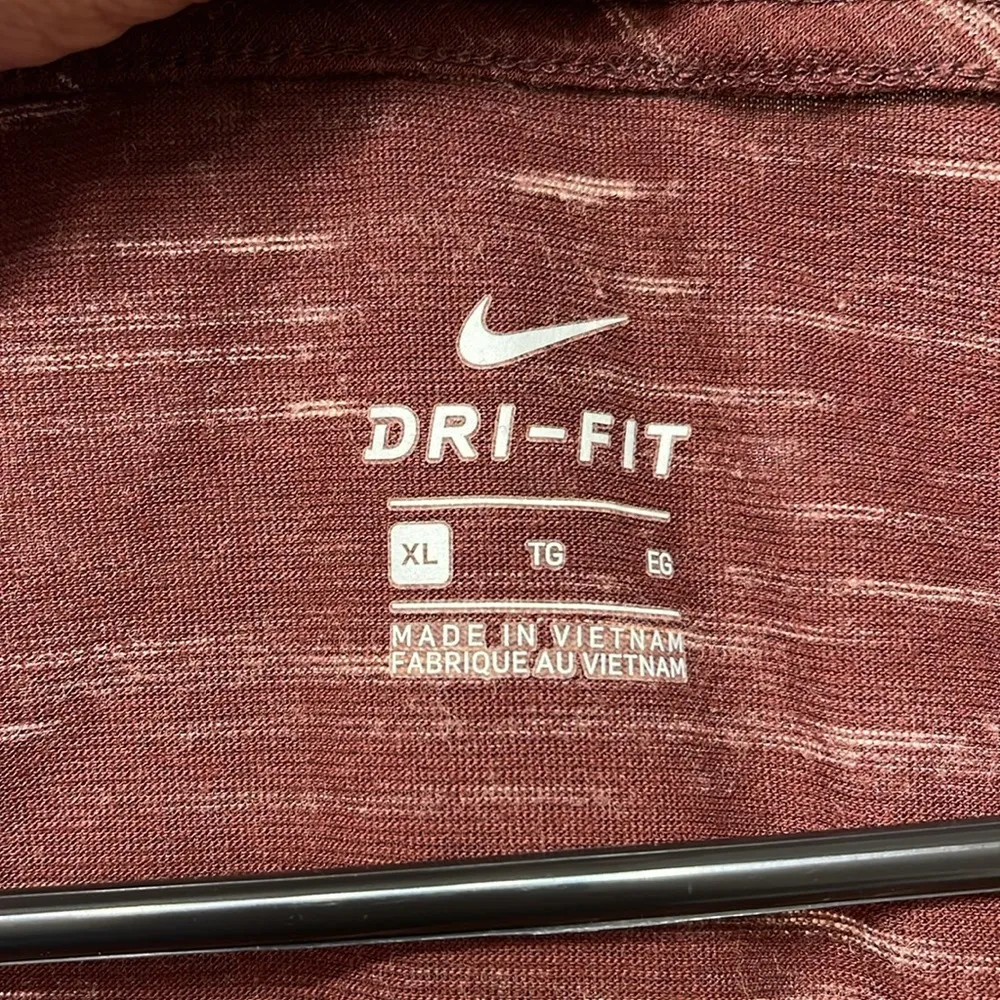 DRI-FIT
XL TG EG
MADE IN VIETNAM
FABRIQUE AU VIETNAM